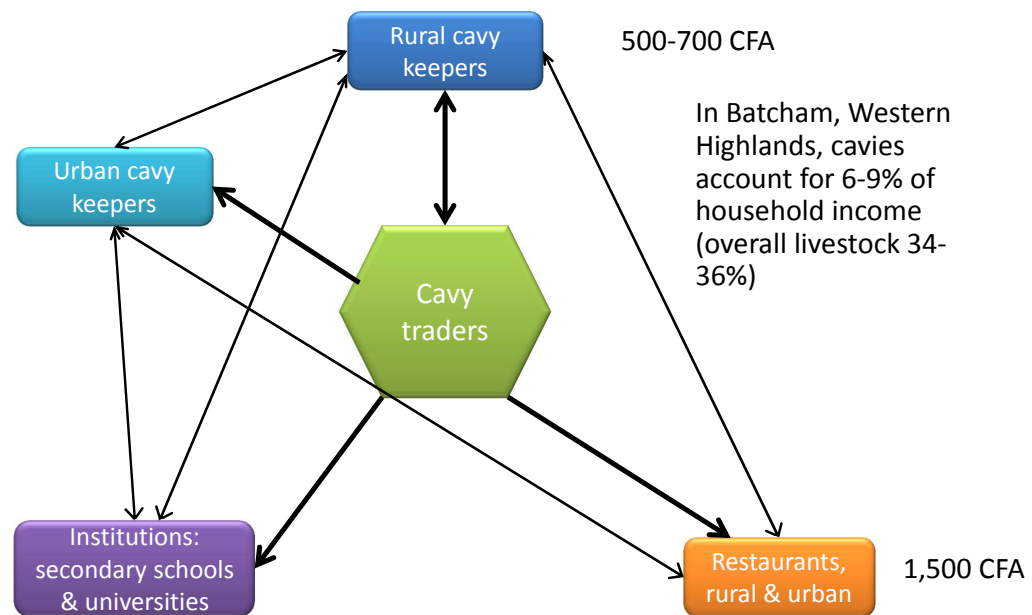 Rural cavy
keepers
500-700 CFA
In Batcham, Western
Highlands, cavies
account for 6-9% of
household income
(overall livestock 34-
36%)
Urban cavy
keepers
Cavy
traders
Institutions:
secondary schools
& universities
Restaurants,
rural & urban
1,500 CFA